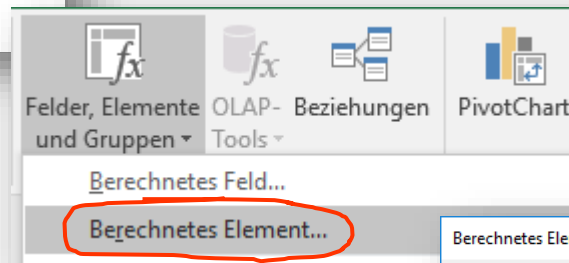 Felder, Elemente
und Gruppen
OLAP-
Tools
Beziehungen
PivotChart
Berechnetes Feld...
Berechnetes Element...
Berechnetes Ele